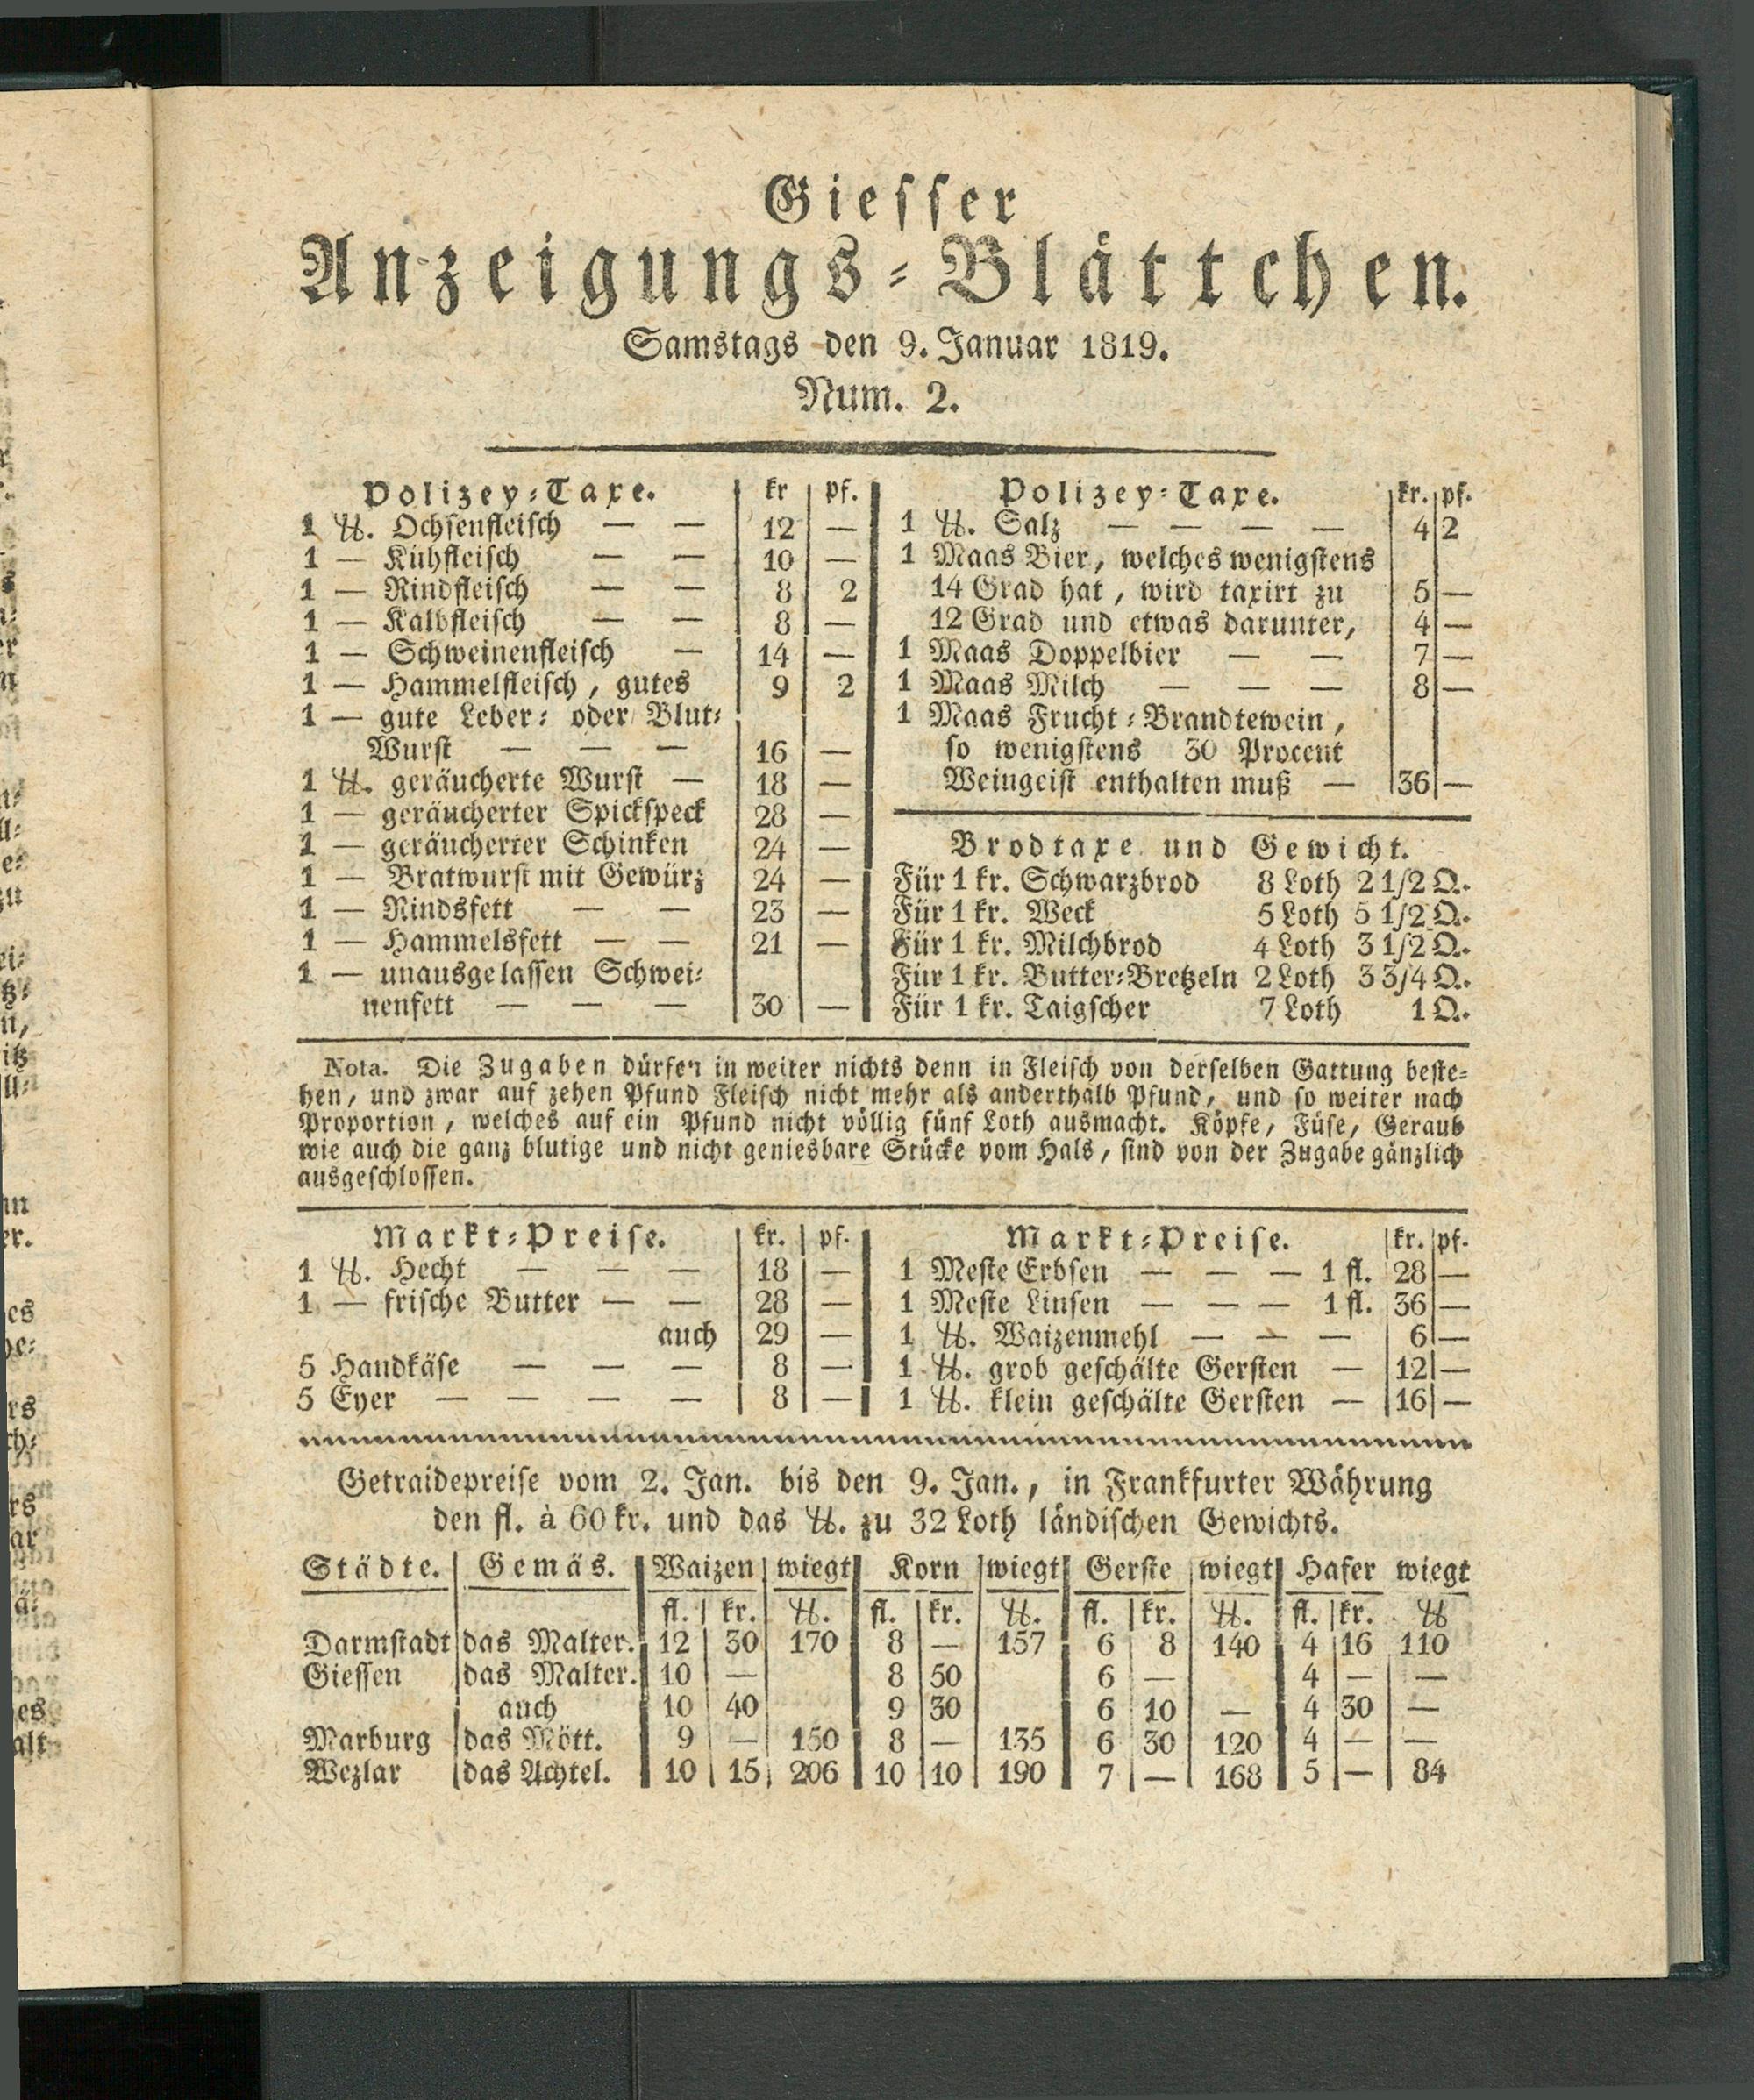 Giesser
Anzeigungs-Blättchen.
Samstags den 9. Januar 1819.
Num. 2.
Polizey-Taxe. kr pf.
1 ℔. Ochsenfleisch — — 12 —
1 — Kühfleisch — — 10 —
1 — Rindfleisch — — 8 2
1 — Kalbfleisch — — 8 —
1 — Schweinenfleisch — 14 —
1 — Hammelfleisch, gutes 9 2
1 — gute Leber- oder Blut-
Wurst — — — 16 —
1 ℔. geräucherte Wurst — 18 —
1 — geräucherter Spickspeck 28 —
1 — geräucherter Schinken 24 —
1 — Bratwurst mit Gewürz 24 —
1 — Rindsfett — — 23 —
1 — Hammelsfett — — 21 —
1 — unausgelassen Schwei-
nenfett — — — 30 —
Polizey-Taxe. kr. pf.
1 ℔. Salz — — — — 4 2
1 Maas Bier, welches wenigstens
14 Grad hat, wird taxirt zu 5 —
12 Grad und etwas darunter, 4 —
1 Maas Doppelbier — — 7 —
1 Maas Milch — — — 8 —
1 Maas Frucht-Brandtewein,
so wenigstens 30 Procent
Weingeist enthalten muß — 36 —
Brodtaxe und Gewicht.
Für 1 kr. Schwarzbrod 8 Loth 2 1/2 Q.
Für 1 kr. Weck 5 Loth 5 1/2 Q.
Für 1 kr. Milchbrod 4 Loth 3 1/2 Q.
Für 1 kr. Butter-Bretzeln 2 Loth 3 3/4 Q.
Für 1 kr. Taigscher 7 Loth 1 Q.
Nota. Die Zugaben dürfen in weiter nichts denn in Fleisch von derselben Gattung beste-
hen, und zwar auf zehen Pfund Fleisch nicht mehr als anderthalb Pfund, und so weiter nach
Proportion, welches auf ein Pfund nicht völlig fünf Loth ausmacht. Köpfe, Füse, Geraub
wie auch die ganz blutige und nicht geniesbare Stücke vom Hals, sind von der Zugabe gänzlich
ausgeschlossen.
Markt-Preise. kr. pf.
1 ℔. Hecht — — — 18 —
1 — frische Butter — — 28 —
auch 29 —
5 Handkäse — — — 8 —
5 Eyer — — — — 8 —
Markt-Preise. kr. pf.
1 Meste Erbsen — — — 1 fl. 28 —
1 Meste Linsen — — — 1 fl. 36 —
1 ℔. Waizenmehl — — — 6 —
1 ℔. grob geschälte Gersten — 12 —
1 ℔. klein geschälte Gersten — 16 —
Getraidepreise vom 2. Jan. bis den 9. Jan., in Frankfurter Währung
den fl. à 60 kr. und das ℔. zu 32 Loth ländischen Gewichts.
Städte. Gemäs. Waizen wiegt Korn wiegt Gerste wiegt Hafer wiegt
fl. kr. ℔. fl. kr. ℔. fl. kr. ℔. fl. kr. ℔
Darmstadt das Malter. 12 30 170 8 — 157 6 8 140 4 16 110
Giessen das Malter. 10 — 8 50 6 — 4 — —
auch 10 40 9 30 6 10 — 4 30 —
Marburg das Mött. 9 — 150 8 — 135 6 30 120 4 — —
Wezlar das Achtel. 10 15 206 10 10 190 7 — 168 5 — 84